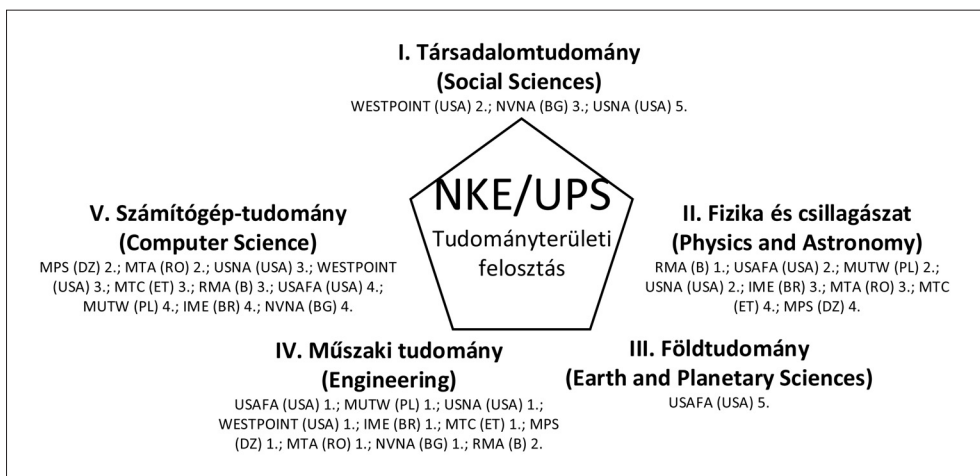 I. Társadalomtudomány
(Social Sciences)
WESTPOINT (USA) 2.; NVNA (BG) 3.; USNA (USA) 5.
NKE/UPS
Tudományterületi
felosztás
II. Fizika és csillagászat
(Physics and Astronomy)
RMA (B) 1.; USAFA (USA) 2.; MUTW (PL) 2.;
USNA (USA) 2.; IME (BR) 3.; MTA (RO) 3.; MTC
(ET) 4.; MPS (DZ) 4.
III. Földtudomány
(Earth and Planetary Sciences)
USAFA (USA) 5.
IV. Műszaki tudomány
(Engineering)
USAFA (USA) 1.; MUTW (PL) 1.; USNA (USA) 1.;
WESTPOINT (USA) 1.; IME (BR) 1.; MTC (ET) 1.; MPS
(DZ) 1.; MTA (RO) 1.; NVNA (BG) 1.; RMA (B) 2.
V. Számítógép-tudomány
(Computer Science)
MPS (DZ) 2.; MTA (RO) 2.; USNA (USA) 3.; WESTPOINT
(USA) 3.; MTC (ET) 3.; RMA (B) 3.; USAFA (USA) 4.;
MUTW (PL) 4.; IME (BR) 4.; NVNA (BG) 4.